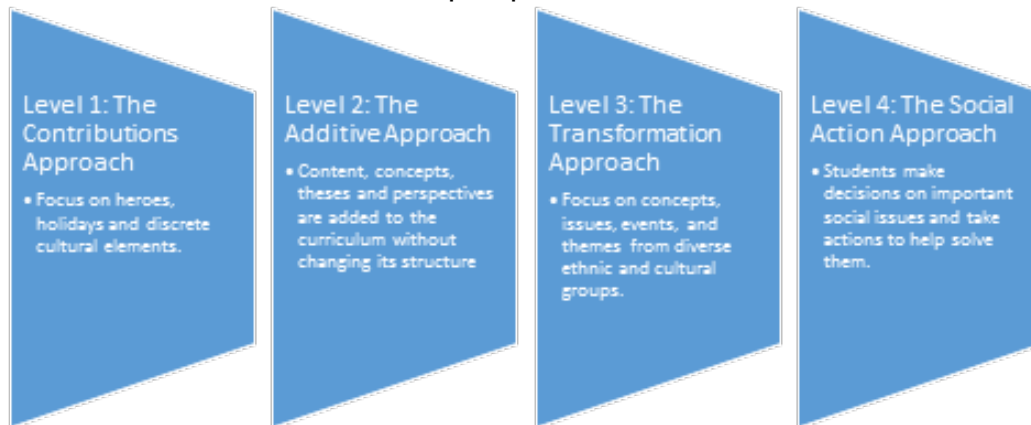 Level 1: The
Contributions
Approach
• Focus on heroes,
holidays and discrete
cultural elements.
Level 2: The
Additive Approach
• Content, concepts,
theses and perspectives
are added to the
curriculum without
changing its structure
Level 3: The
Transformation
Approach
• Focus on concepts,
issues, events, and
themes from diverse
ethnic and cultural
groups.
Level 4: The Social
Action Approach
• Students make
decisions on important
social issues and take
actions to help solve
them.